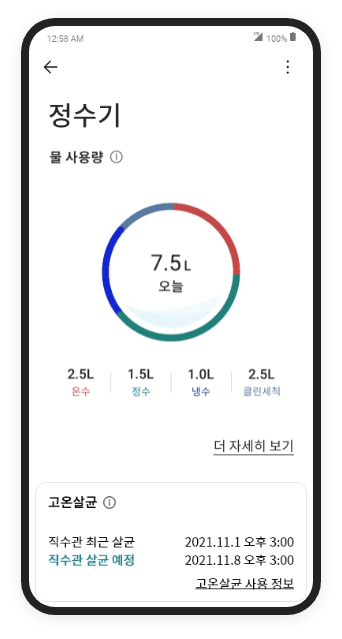 12:58 AM 100%
정수기
물 사용량
7.5L
오늘
2.5L 1.5L 1.0L 2.5L
온수 정수 냉수 클린세척
더 자세히 보기
고온살균
직수관 최근 살균 2021.11.1 오후 3:00
직수관 살균 예정 2021.11.8 오후 3:00
고온살균 사용 정보